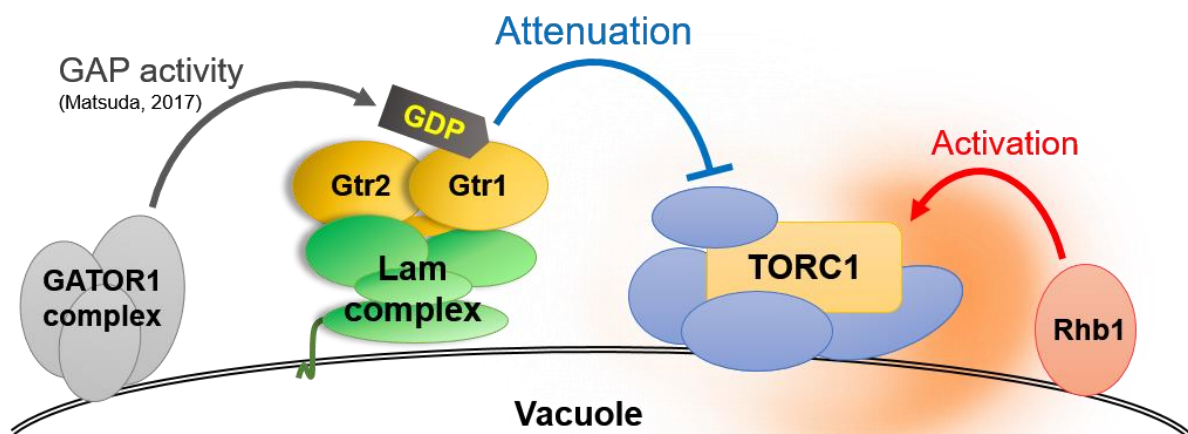 Attenuation
GAP activity
(Matsuda, 2017)
GDP
Activation
Gtr2
Gtr1
GATOR1
complex
Lam
complex
TORC1
Rhb1
Vacuole